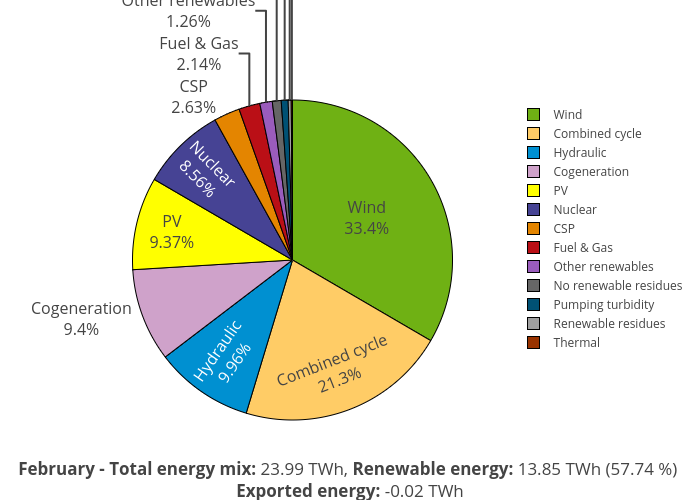 Other renewables
1.26%
Fuel & Gas
2.14%
CSP
2.63%
Nuclear
8.56%
PV
9.37%
Cogeneration
9.4%
Hydraulic
9.96%
Combined cycle
21.3%
Wind
33.4%
Wind
Combined cycle
Hydraulic
Cogeneration
PV
Nuclear
CSP
Fuel & Gas
Other renewables
No renewable residues
Pumping turbidity
Renewable residues
Thermal
February - Total energy mix: 23.99 TWh, Renewable energy: 13.85 TWh (57.74 %)
Exported energy: -0.02 TWh